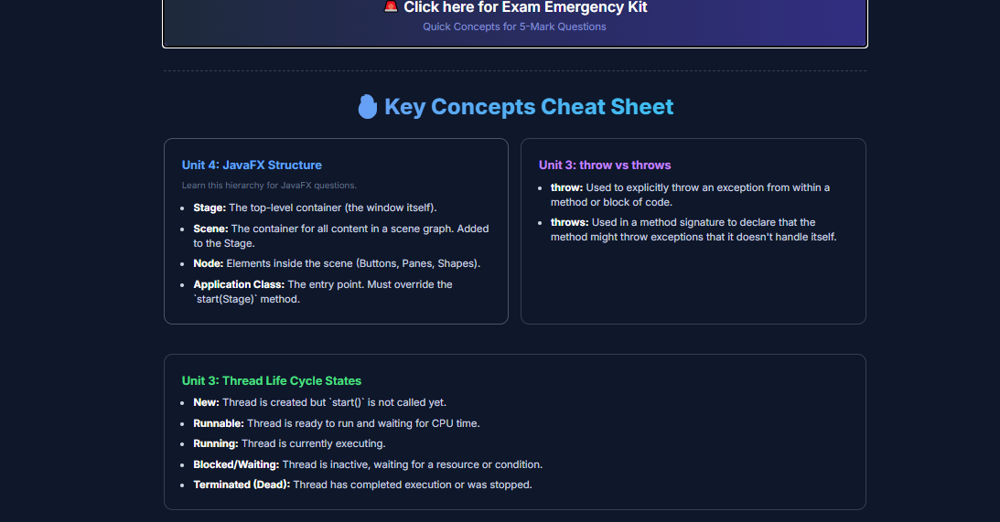 Click here for Exam Emergency Kit
Quick Concepts for 5-Mark Questions
Key Concepts Cheat Sheet
Unit 4: JavaFX Structure
Learn this hierarchy for JavaFX questions.
• Stage: The top-level container (the window itself).
• Scene: The container for all content in a scene graph. Added
to the Stage.
• Node: Elements inside the scene (Buttons, Panes, Shapes).
• Application Class: The entry point. Must override the
`start(Stage)` method.
Unit 3: throw vs throws
• throw: Used to explicitly throw an exception from within a
method or block of code.
• throws: Used in a method signature to declare that the
method might throw exceptions that it doesn't handle itself.
Unit 3: Thread Life Cycle States
• New: Thread is created but `start()` is not called yet.
• Runnable: Thread is ready to run and waiting for CPU time.
• Running: Thread is currently executing.
• Blocked/Waiting: Thread is inactive, waiting for a resource or condition.
• Terminated (Dead): Thread has completed execution or was stopped.